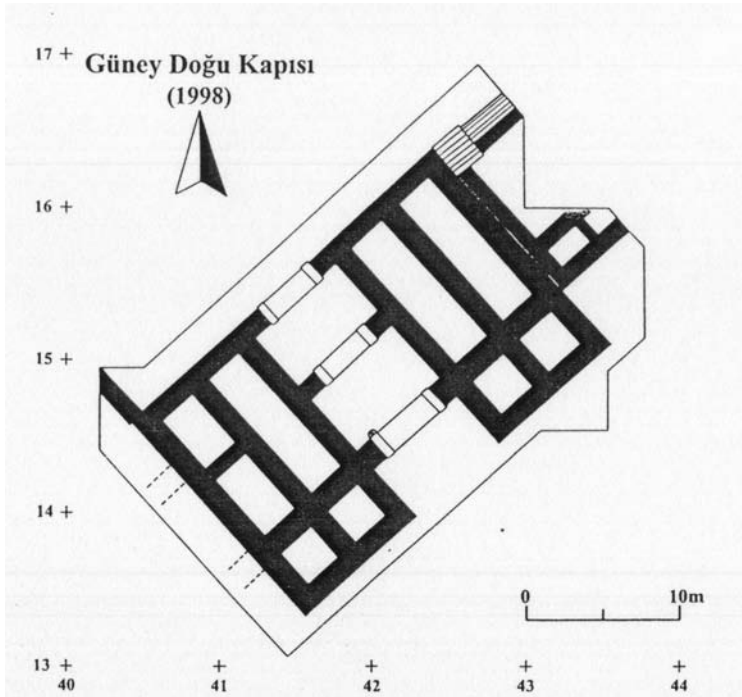 17 +
Güney Doğu Kapısı
(1998)
16 +
15 +
14 +
0 10m
13 + + + + +
40 41 42 43 44